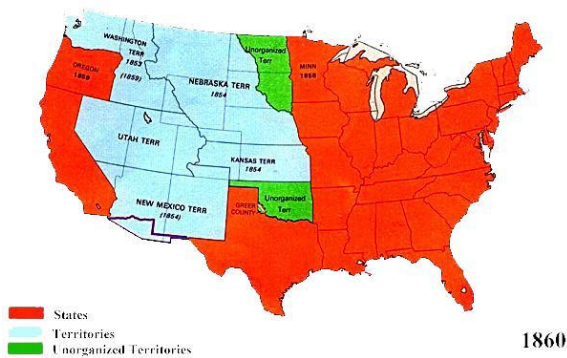 WASHINGTON
TERR
1853
(1859)
OREGON
1859
Unorganized
Terr
MINN
1858
NEBRASKA TERR
1854
UTAH TERR
KANSAS TERR
1854
NEW MEXICO TERR
(1854)
GREER
COUNTY
Unorganized
Terr
States
Territories
Unorganized Territories
1860